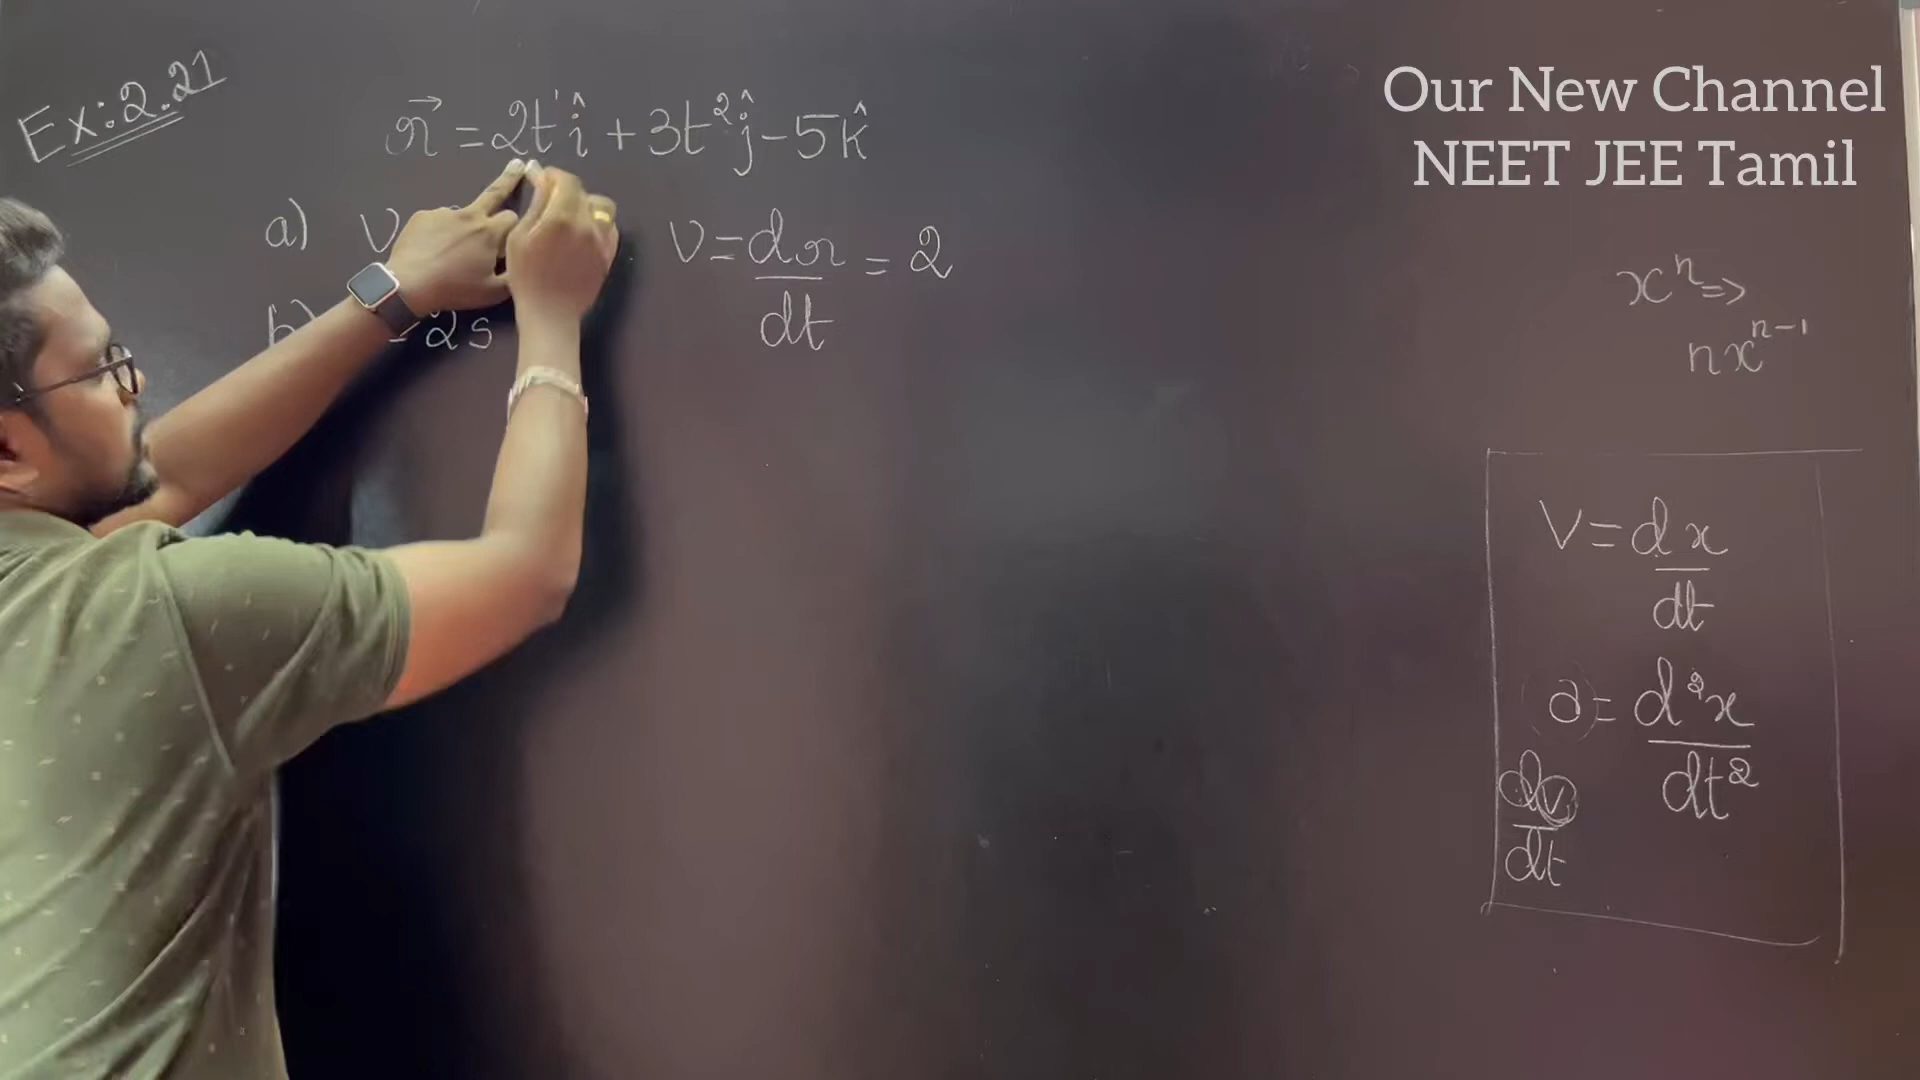 Ex:2.21
r⃗ = 2t¹î + 3t²ĵ - 5k̂
a) V
V = dr/dt = 2
b) = 2s
Our New Channel
NEET JEE Tamil
xⁿ ⇒
nxⁿ⁻¹
V = dx/dt
a = d²x/dt²
dv/dt